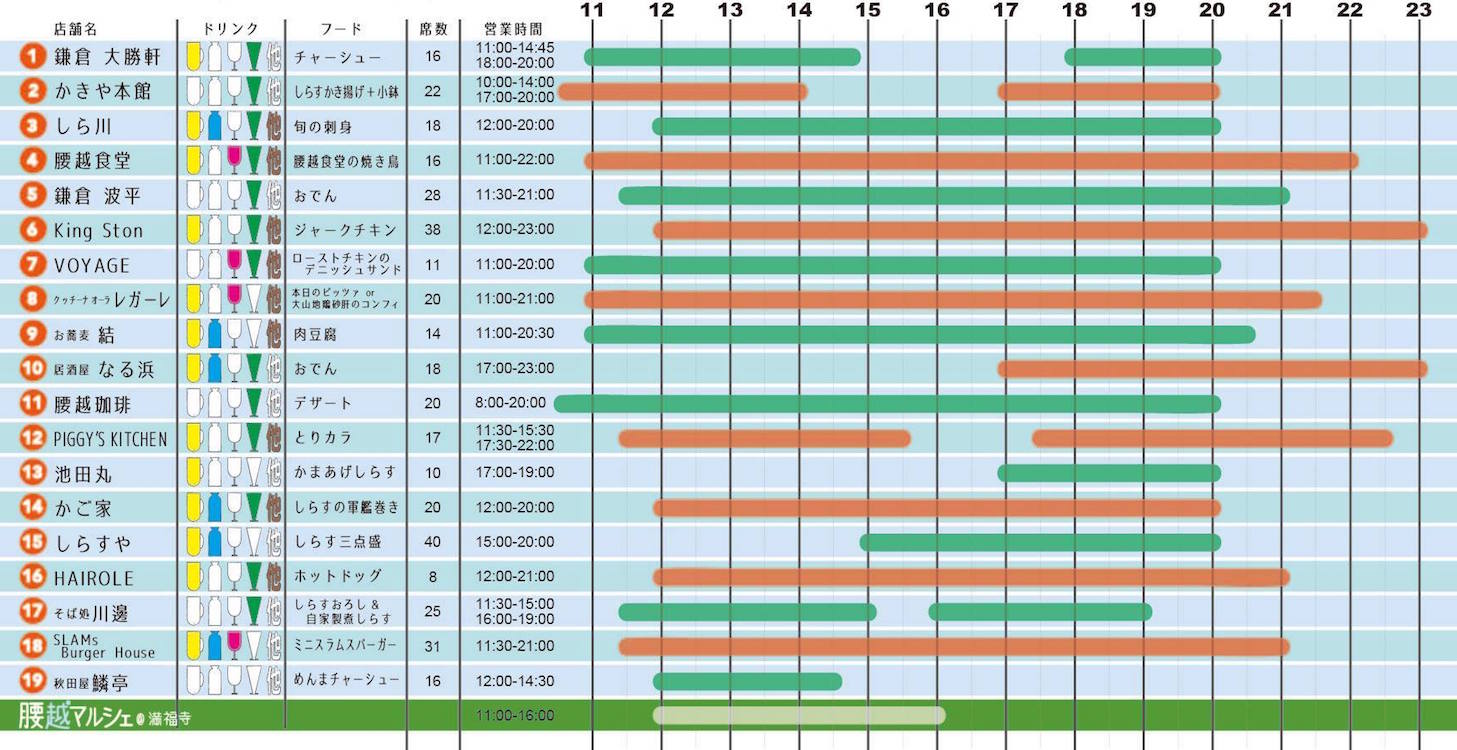 11 12 13 14 15 16 17 18 19 20 21 22 23
店舗名 ドリンク フード 席数 営業時間
1 鎌倉 大勝軒 他 チャーシュー 16 11:00-14:45
18:00-20:00
2 かきや本館 他 しらすかき揚げ+小鉢 22 10:00-14:00
17:00-20:00
3 しら川 他 旬の刺身 18 12:00-20:00
4 腰越食堂 他 腰越食堂の焼き鳥 16 11:00-22:00
5 鎌倉 波平 他 おでん 28 11:30-21:00
6 King Ston 他 ジャークチキン 38 12:00-23:00
7 VOYAGE 他 ローストチキンの
デニッシュサンド 11 11:00-20:00
8 クッチーナオーラ レガーレ 他 本日のピッツァ or
大山地鶏砂肝のコンフィ 20 11:00-21:00
9 お蕎麦 結 他 肉豆腐 14 11:00-20:30
10 居酒屋 なる浜 他 おでん 18 17:00-23:00
11 腰越珈琲 他 デザート 20 8:00-20:00
12 PIGGY'S KITCHEN 他 とりカラ 17 11:30-15:30
17:30-22:00
13 池田丸 他 かまあげしらす 10 17:00-19:00
14 かご家 他 しらすの軍艦巻き 20 12:00-20:00
15 しらすや 他 しらす三点盛 40 15:00-20:00
16 HAIROLE 他 ホットドッグ 8 12:00-21:00
17 そば処 川邊 他 しらすおろし&
自家製煮しらす 25 11:30-15:00
16:00-19:00
18 SLAMs
Burger House 他 ミニスラムスバーガー 31 11:30-21:00
19 秋田屋 鱗亭 他 めんまチャーシュー 16 12:00-14:30
腰越マルシェ@満福寺 11:00-16:00